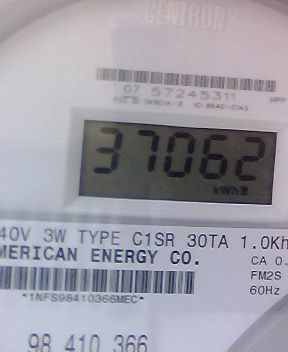 CENTRON®
07 57245311
37062
kWh
40V 3W TYPE C1SR 30TA 1.0Kh
MERICAN ENERGY CO.
CA 0.
FM2S
60Hz
*1NFS98410366MEC*
98 410 366